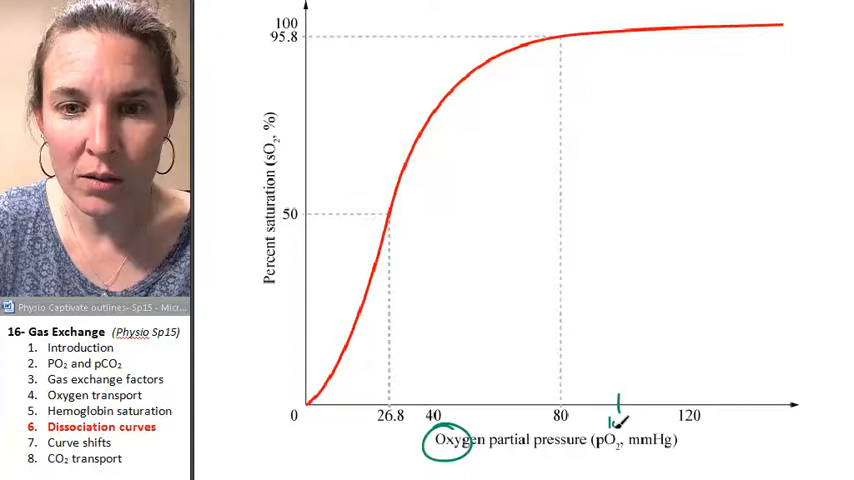 100
95.8
50
Percent saturation (sO₂, %)
0
26.8
40
80
120
Oxygen partial pressure (pO₂, mmHg)
Physio Captivate outlines- Sp15 - Micr...
16- Gas Exchange (Physio Sp15)
1. Introduction
2. PO₂ and pCO₂
3. Gas exchange factors
4. Oxygen transport
5. Hemoglobin saturation
6. Dissociation curves
7. Curve shifts
8. CO₂ transport